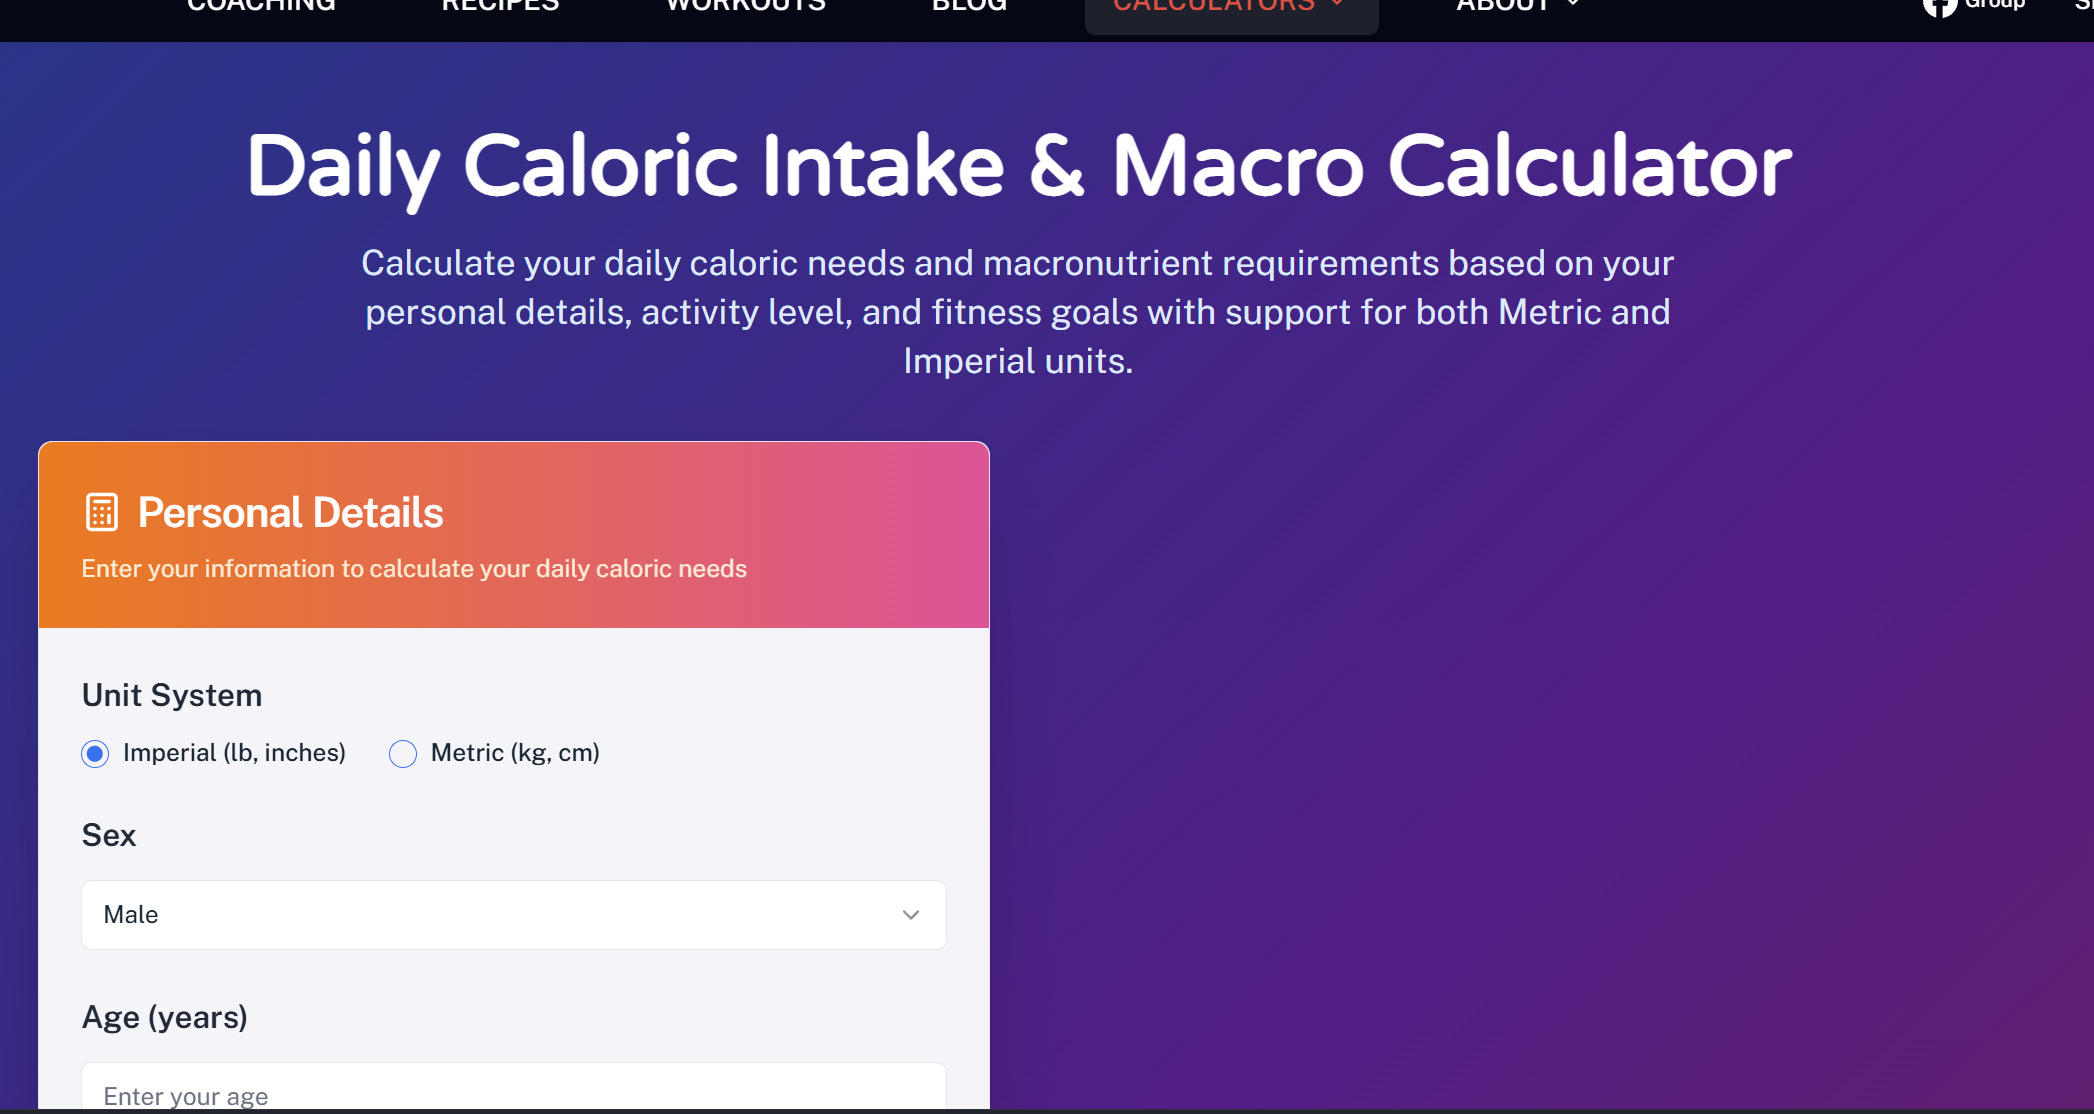 COACHING RECIPES WORKOUTS BLOG CALCULATORS ABOUT Group
Daily Caloric Intake & Macro Calculator
Calculate your daily caloric needs and macronutrient requirements based on your
personal details, activity level, and fitness goals with support for both Metric and
Imperial units.
Personal Details
Enter your information to calculate your daily caloric needs
Unit System
Imperial (lb, inches) Metric (kg, cm)
Sex
Male
Age (years)
Enter your age